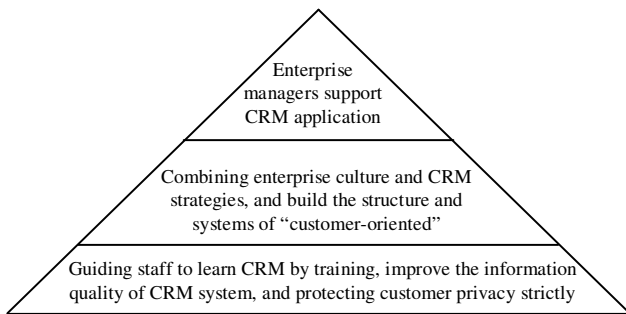 Enterprise
managers support
CRM application
Combining enterprise culture and CRM
strategies, and build the structure and
systems of “customer-oriented”
Guiding staff to learn CRM by training, improve the information
quality of CRM system, and protecting customer privacy strictly